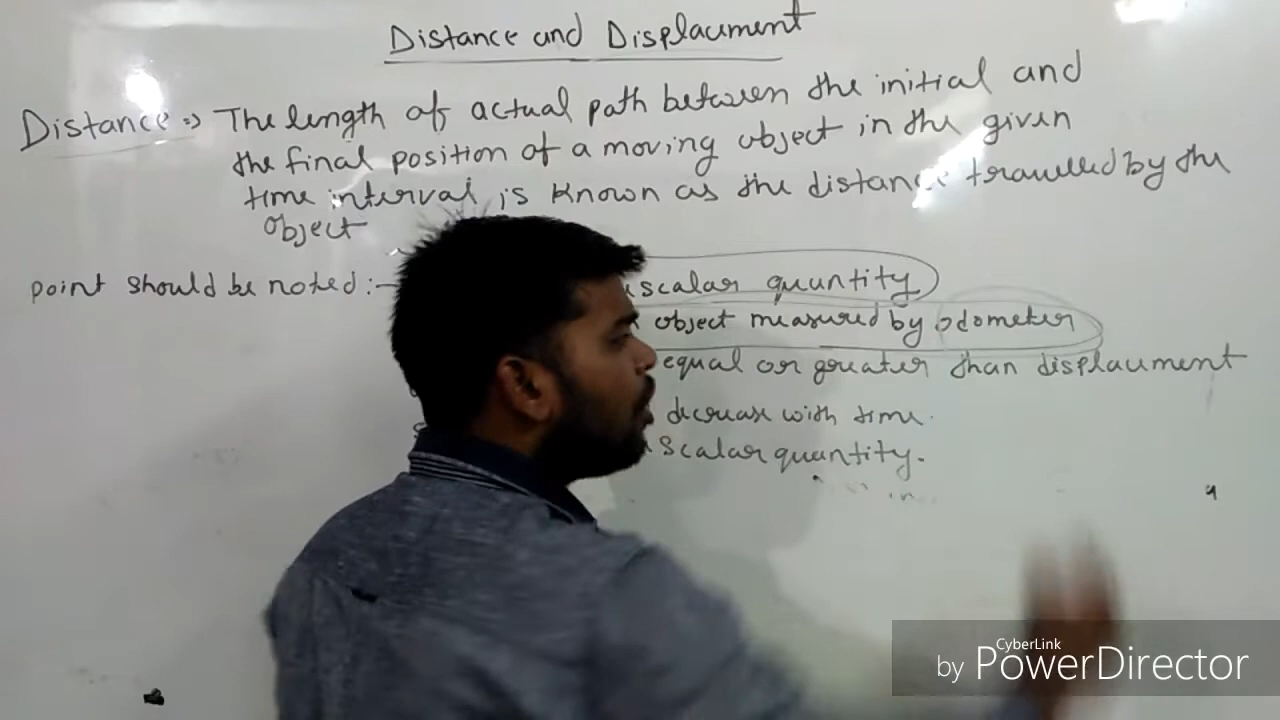 Distance and Displacement
Distance => The length of actual path between the initial and
the final position of a moving object in the given
time interval is known as the distance travelled by the
object
point should be noted :-
scalar quantity
object measured by odometer
equal or greater than displacement
decrease with time.
Scalar quantity.
CyberLink
by PowerDirector